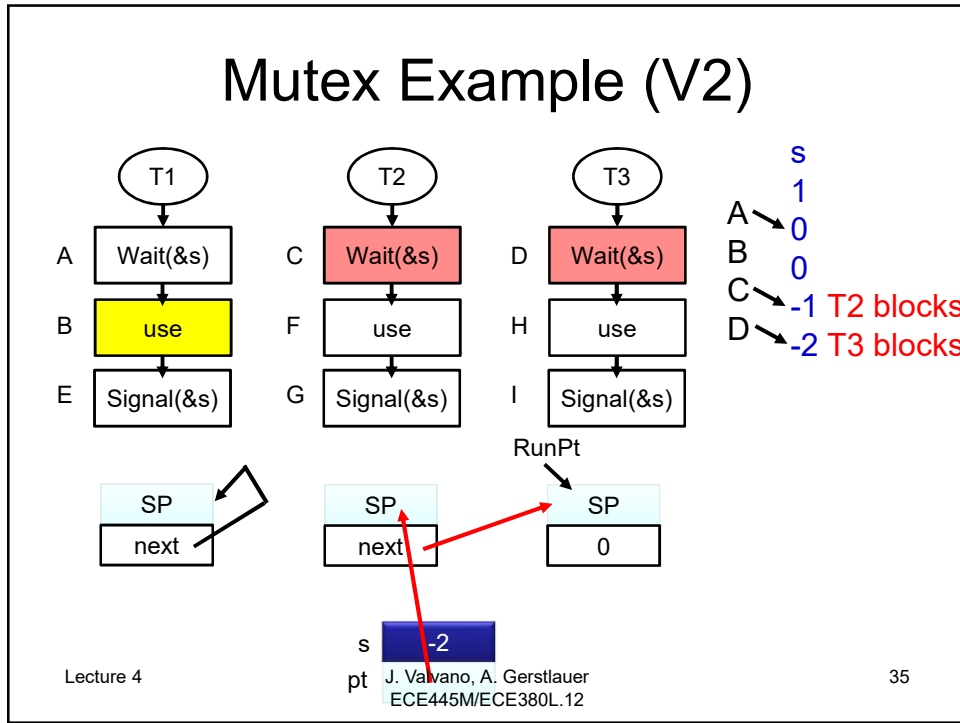 Mutex Example (V2)
T1
T2
T3
A
Wait(&s)
C
Wait(&s)
D
Wait(&s)
B
use
F
use
H
use
E
Signal(&s)
G
Signal(&s)
I
Signal(&s)
s
1
A
0
B
0
C
-1 T2 blocks
D
-2 T3 blocks
RunPt
SP
SP
SP
next
next
0
s
-2
pt
Lecture 4
J. Valvano, A. Gerstlauer
ECE445M/ECE380L.12
35